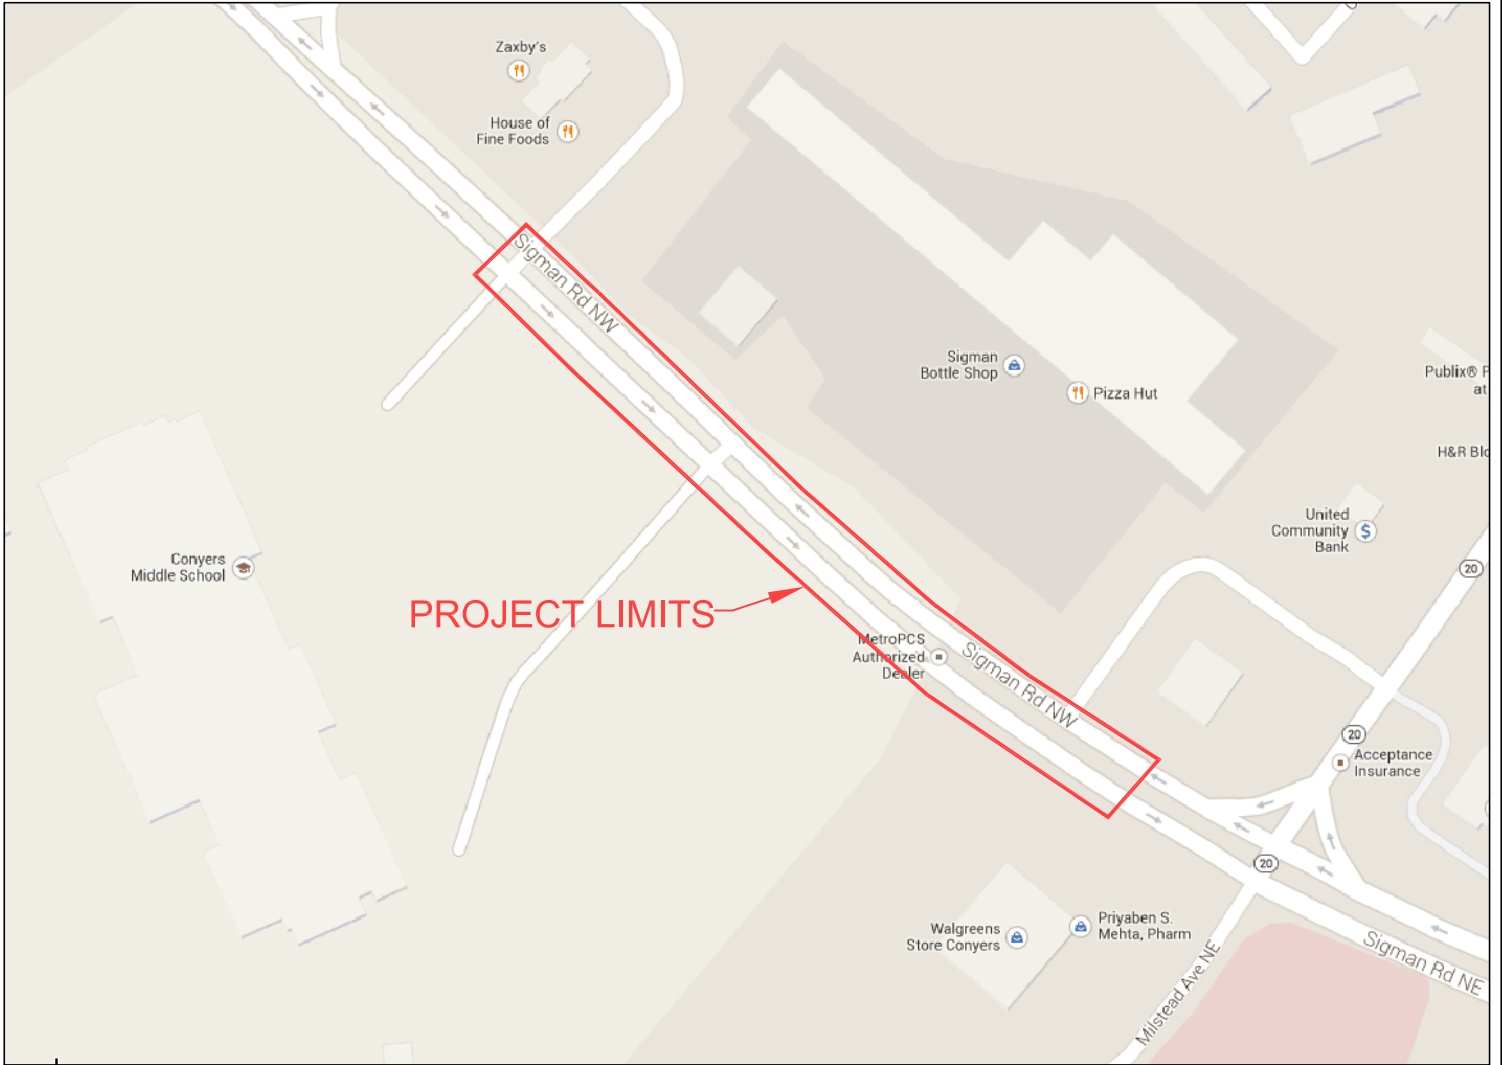 Zaxby's
House of
Fine Foods
Sigman Rd NW
Sigman
Bottle Shop
Pizza Hut
Publix®
at
H&R
United
Community
Bank
$
20
Conyers
Middle School
PROJECT LIMITS
MetroPCS
Authorized
Dealer
Sigman Rd NW
20
Acceptance
Insurance
20
Walgreens
Store Conyers
Priyaben S.
Mehta, Pharm
Milstead Ave NE
Sigman Rd NE